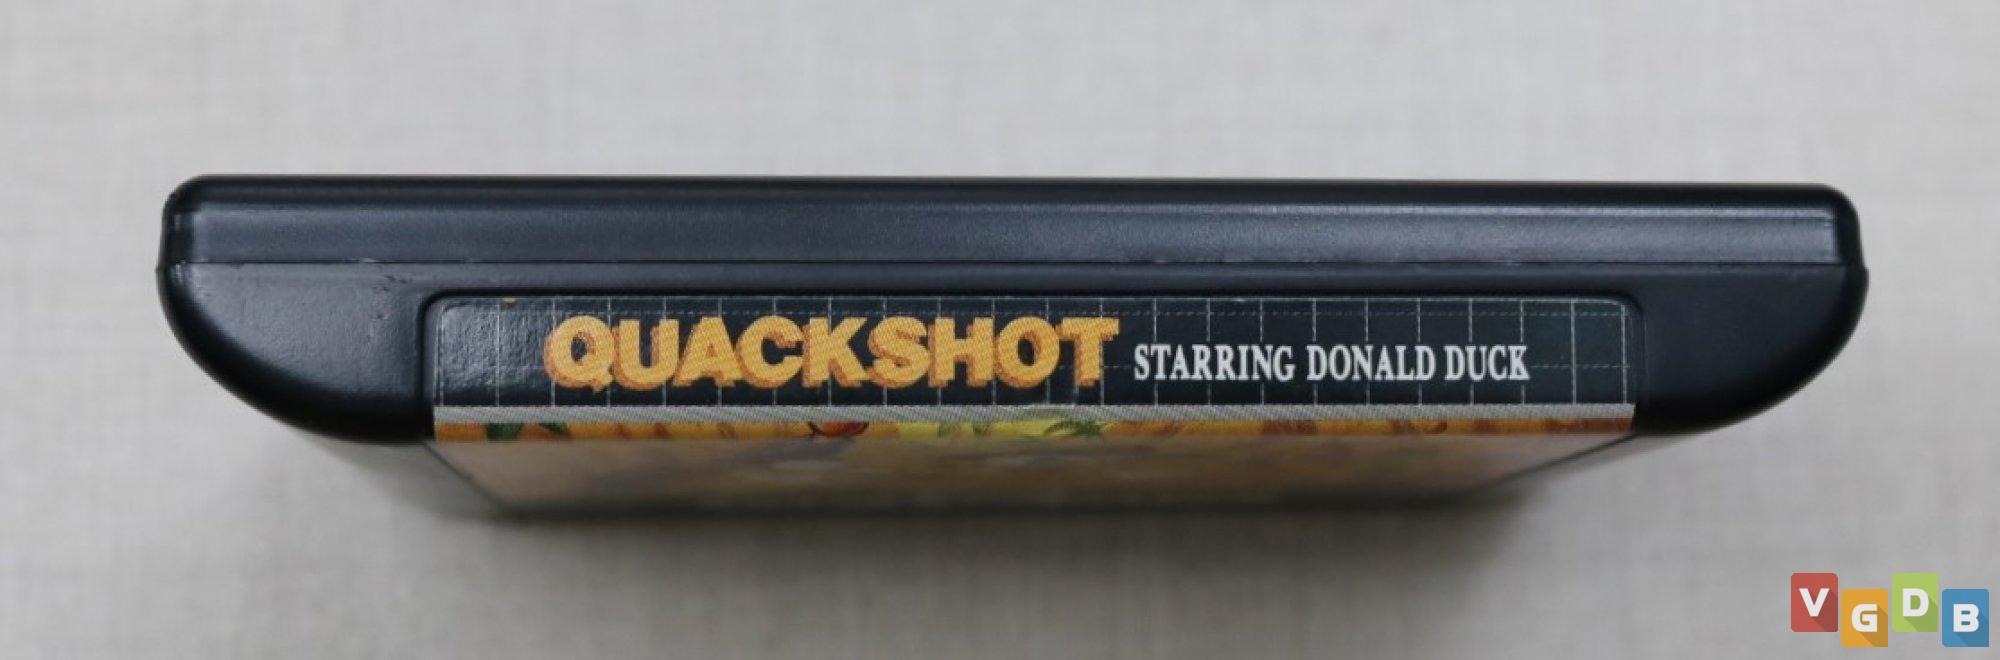 QUACKSHOT STARRING DONALD DUCK
VGDB